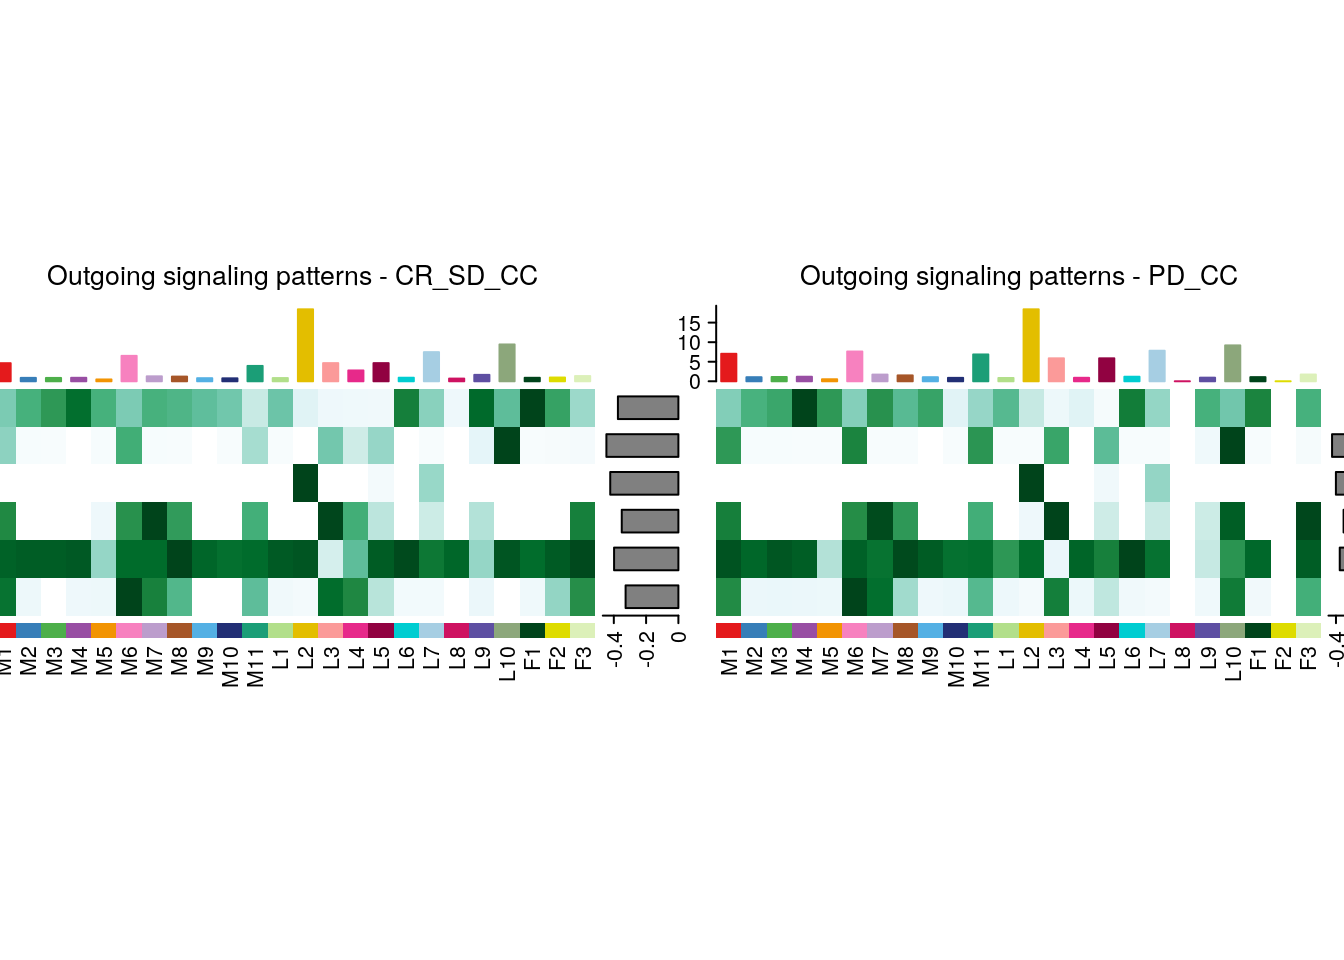 Outgoing signaling patterns - CR_SD_CC
Outgoing signaling patterns - PD_CC
15
10
5
0
M1 M2 M3 M4 M5 M6 M7 M8 M9 M10 M11 L1 L2 L3 L4 L5 L6 L7 L8 L9 L10 F1 F2 F3
-0.4 -0.2 0
M1 M2 M3 M4 M5 M6 M7 M8 M9 M10 M11 L1 L2 L3 L4 L5 L6 L7 L8 L9 L10 F1 F2 F3
-0.4